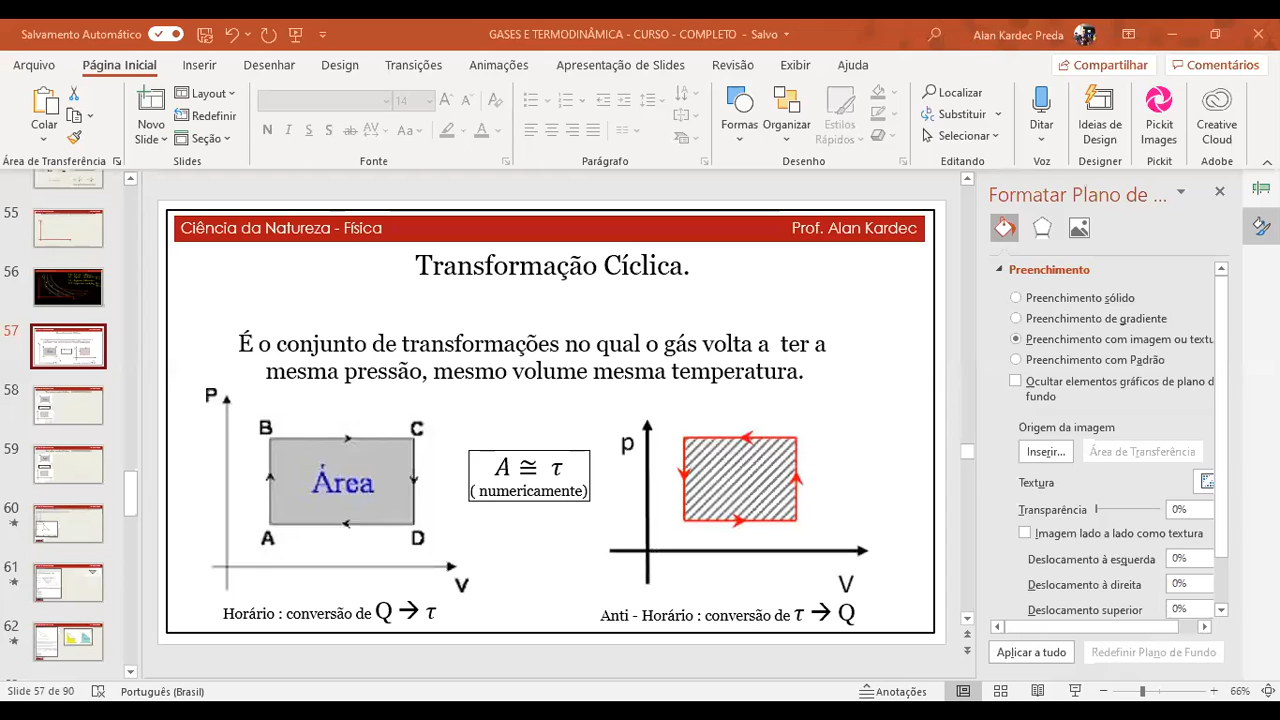 Salvamento Automático
GASES E TERMODINÂMICA - CURSO - COMPLETO - Salvo
Alan Kardec Preda
Arquivo Página Inicial Inserir Desenhar Design Transições Animações Apresentação de Slides Revisão Exibir Ajuda
Compartilhar Comentários
Colar
Área de Transferência
Novo Slide
Layout
Redefinir
Seção
Slides
14
N I S S ab AV Aa A
Fonte
Parágrafo
Formas
Organizar
Estilos Rápidos
Desenho
Localizar
Substituir
Selecionar
Editando
Ditar
Voz
Ideias de Design
Designer
Pickit Images
Pickit
Creative Cloud
Adobe
55
56
57
58
59
60
61
62
Ciência da Natureza - Física
Prof. Alan Kardec
Transformação Cíclica.
É o conjunto de transformações no qual o gás volta a ter a
mesma pressão, mesmo volume mesma temperatura.
P
B C
Área
A D
V
A ≅ τ
( numericamente)
p
V
Horário : conversão de Q → τ
Anti - Horário : conversão de τ → Q
Formatar Plano de ...
Preenchimento
Preenchimento sólido
Preenchimento de gradiente
Preenchimento com imagem ou textu
Preenchimento com Padrão
Ocultar elementos gráficos de plano d
fundo
Origem da imagem
Inserir...
Área de Transferência
Textura
Transparência
0%
Imagem lado a lado como textura
Deslocamento à esquerda
0%
Deslocamento à direita
0%
Deslocamento superior
0%
Aplicar a tudo
Redefinir Plano de Fundo
Slide 57 de 90
Português (Brasil)
Anotações
66%